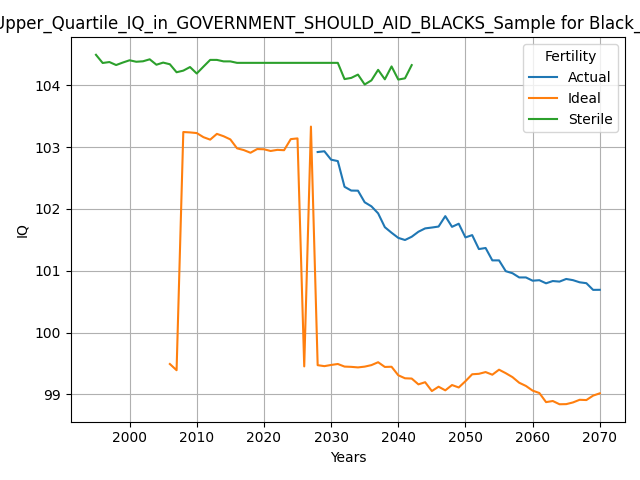 Upper_Quartile_IQ_in_GOVERNMENT_SHOULD_AID_BLACKS_Sample for Black_
Fertility
Actual
Ideal
Sterile
104
103
102
101
100
99
IQ
2000 2010 2020 2030 2040 2050 2060 2070
Years